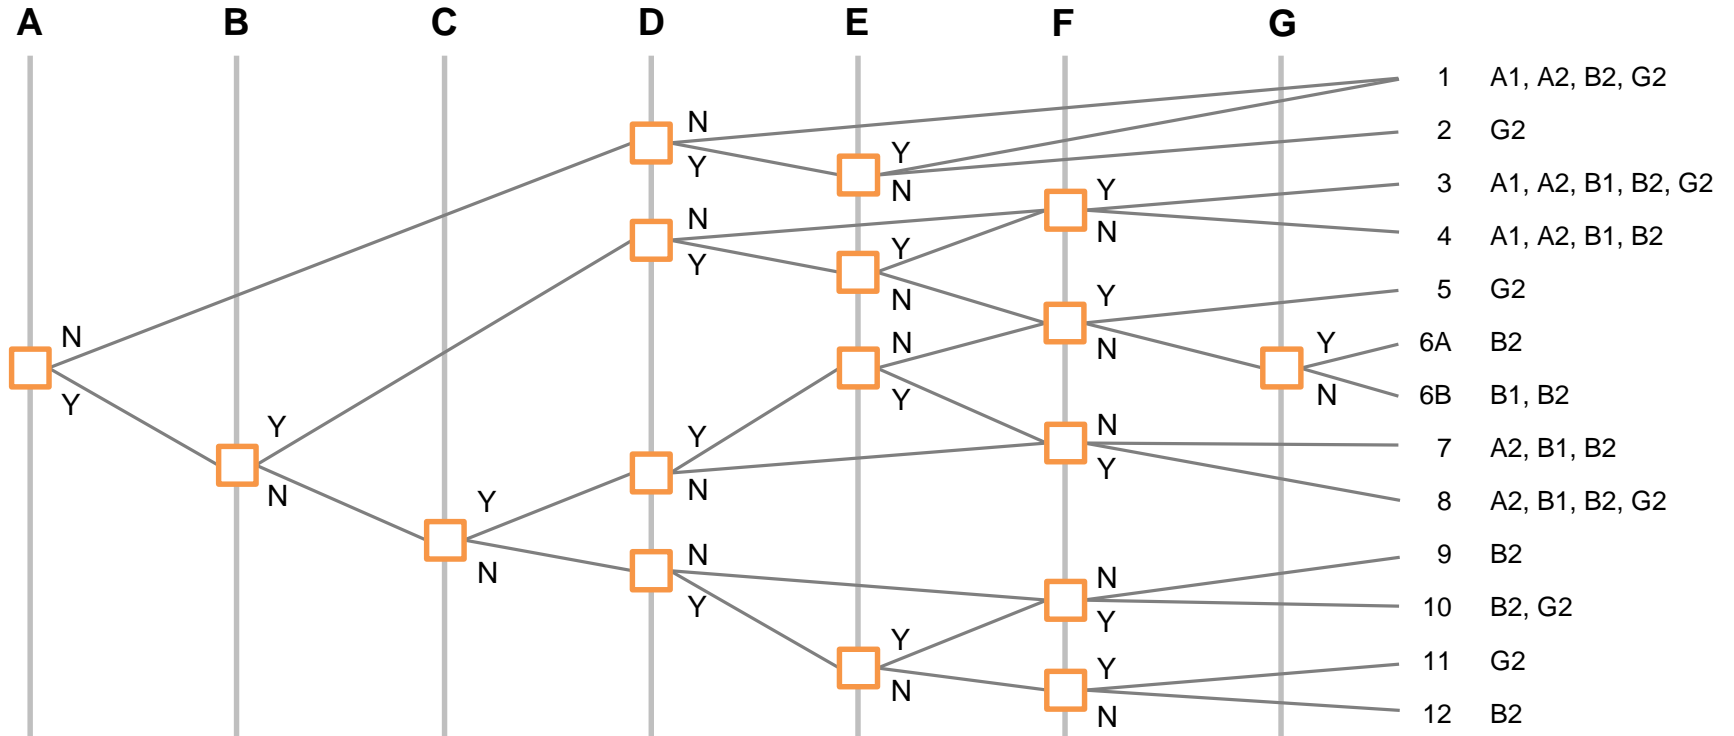 A B C D E F G
N 1 A1, A2, B2, G2
Y Y 2 G2
N
N Y 3 A1, A2, B1, B2, G2
Y Y N 4 A1, A2, B1, B2
N Y 5 G2
N N N Y 6A B2
Y Y N 6B B1, B2
Y Y N 7 A2, B1, B2
N Y N Y 8 A2, B1, B2, G2
N N N 9 B2
Y Y Y 10 B2, G2
N Y 11 G2
N 12 B2